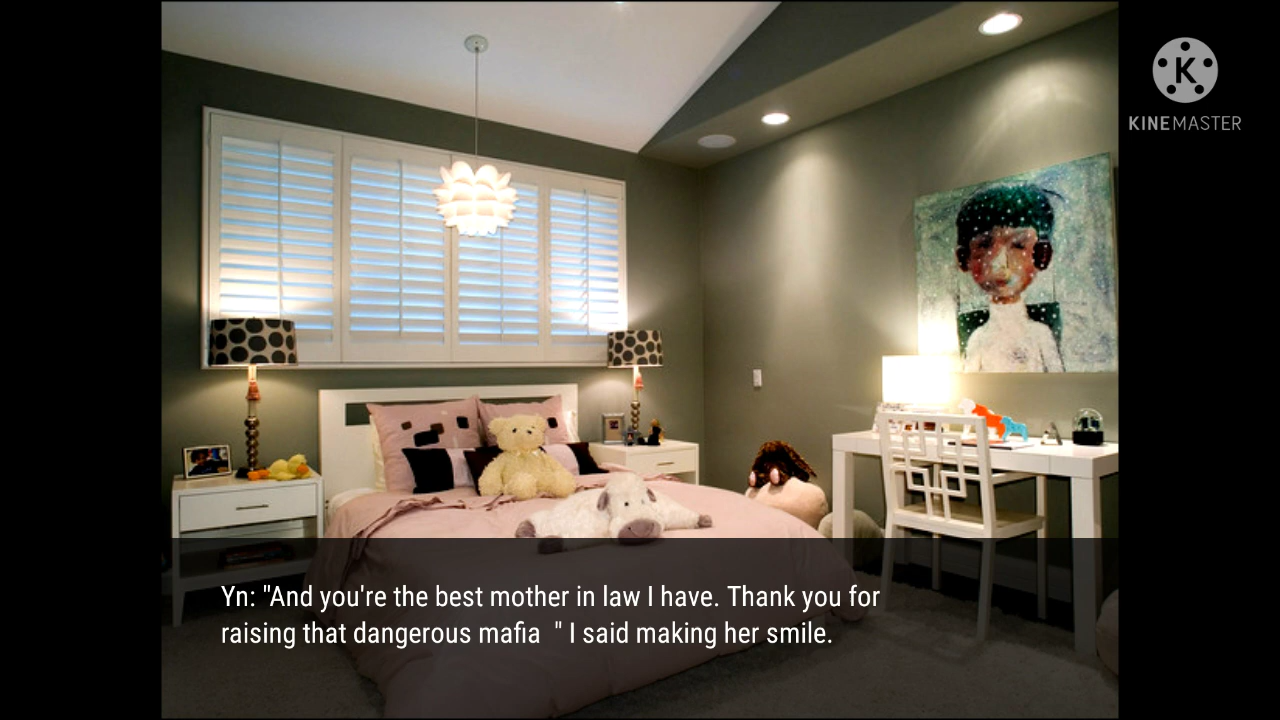 KINEMASTER
Yn: "And you're the best mother in law I have. Thank you for
raising that dangerous mafia  " I said making her smile.